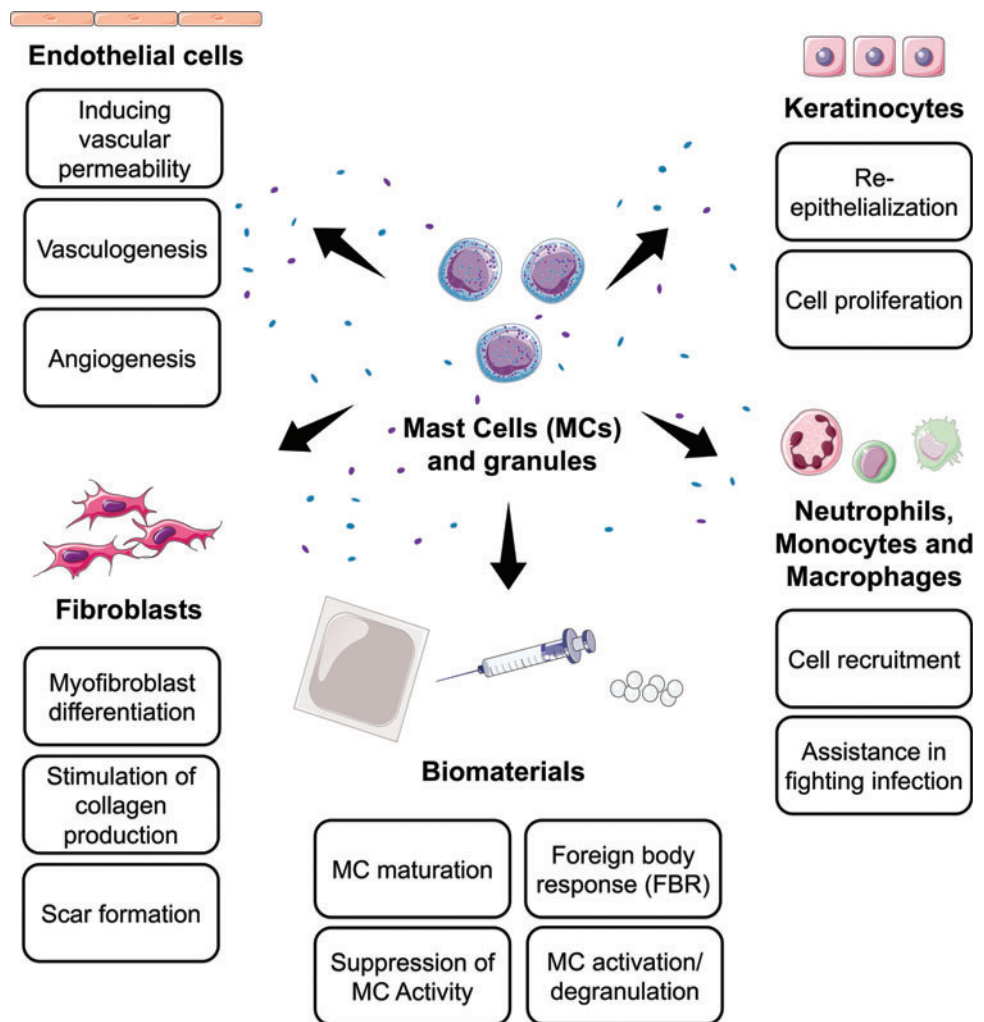 Endothelial cells
Inducing
vascular
permeability
Vasculogenesis
Angiogenesis
Keratinocytes
Re-
epithelialization
Cell proliferation
Mast Cells (MCs)
and granules
Fibroblasts
Myofibroblast
differentiation
Stimulation of
collagen
production
Scar formation
Neutrophils,
Monocytes and
Macrophages
Cell recruitment
Assistance in
fighting infection
Biomaterials
MC maturation
Foreign body
response (FBR)
Suppression of
MC Activity
MC activation/
degranulation